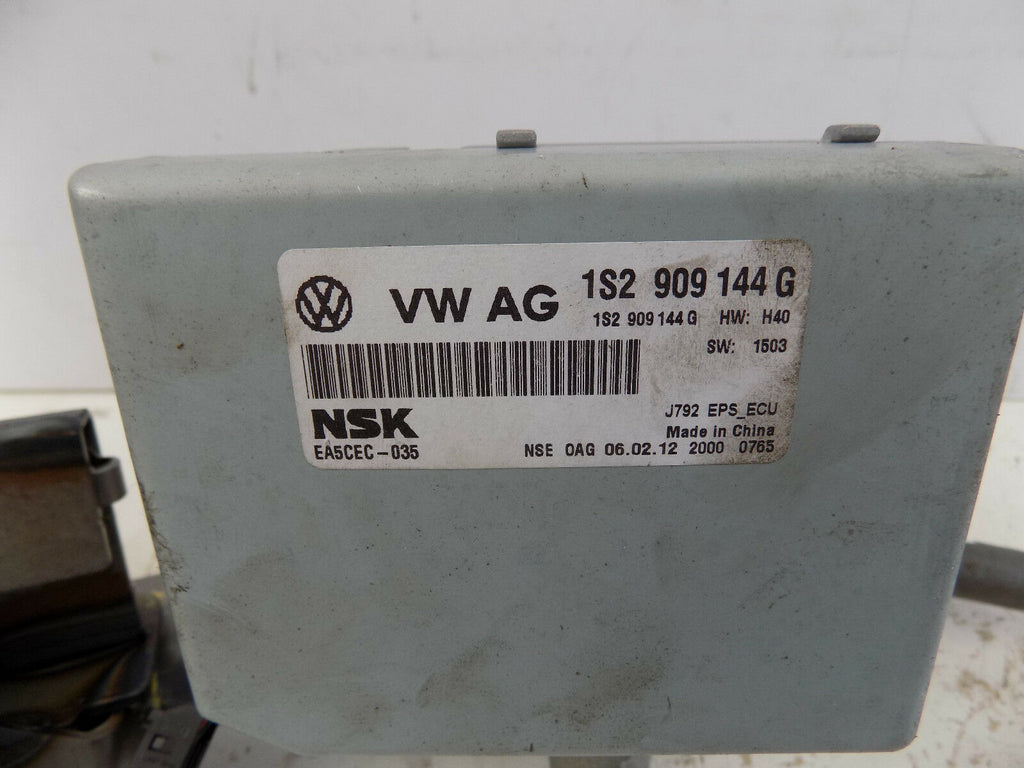 VW AG 1S2 909 144 G
1S2 909 144 G HW: H40
SW: 1503
NSK
J792 EPS_ECU
Made in China
EA5CEC-035 NSE 0AG 06.02.12 2000 0765